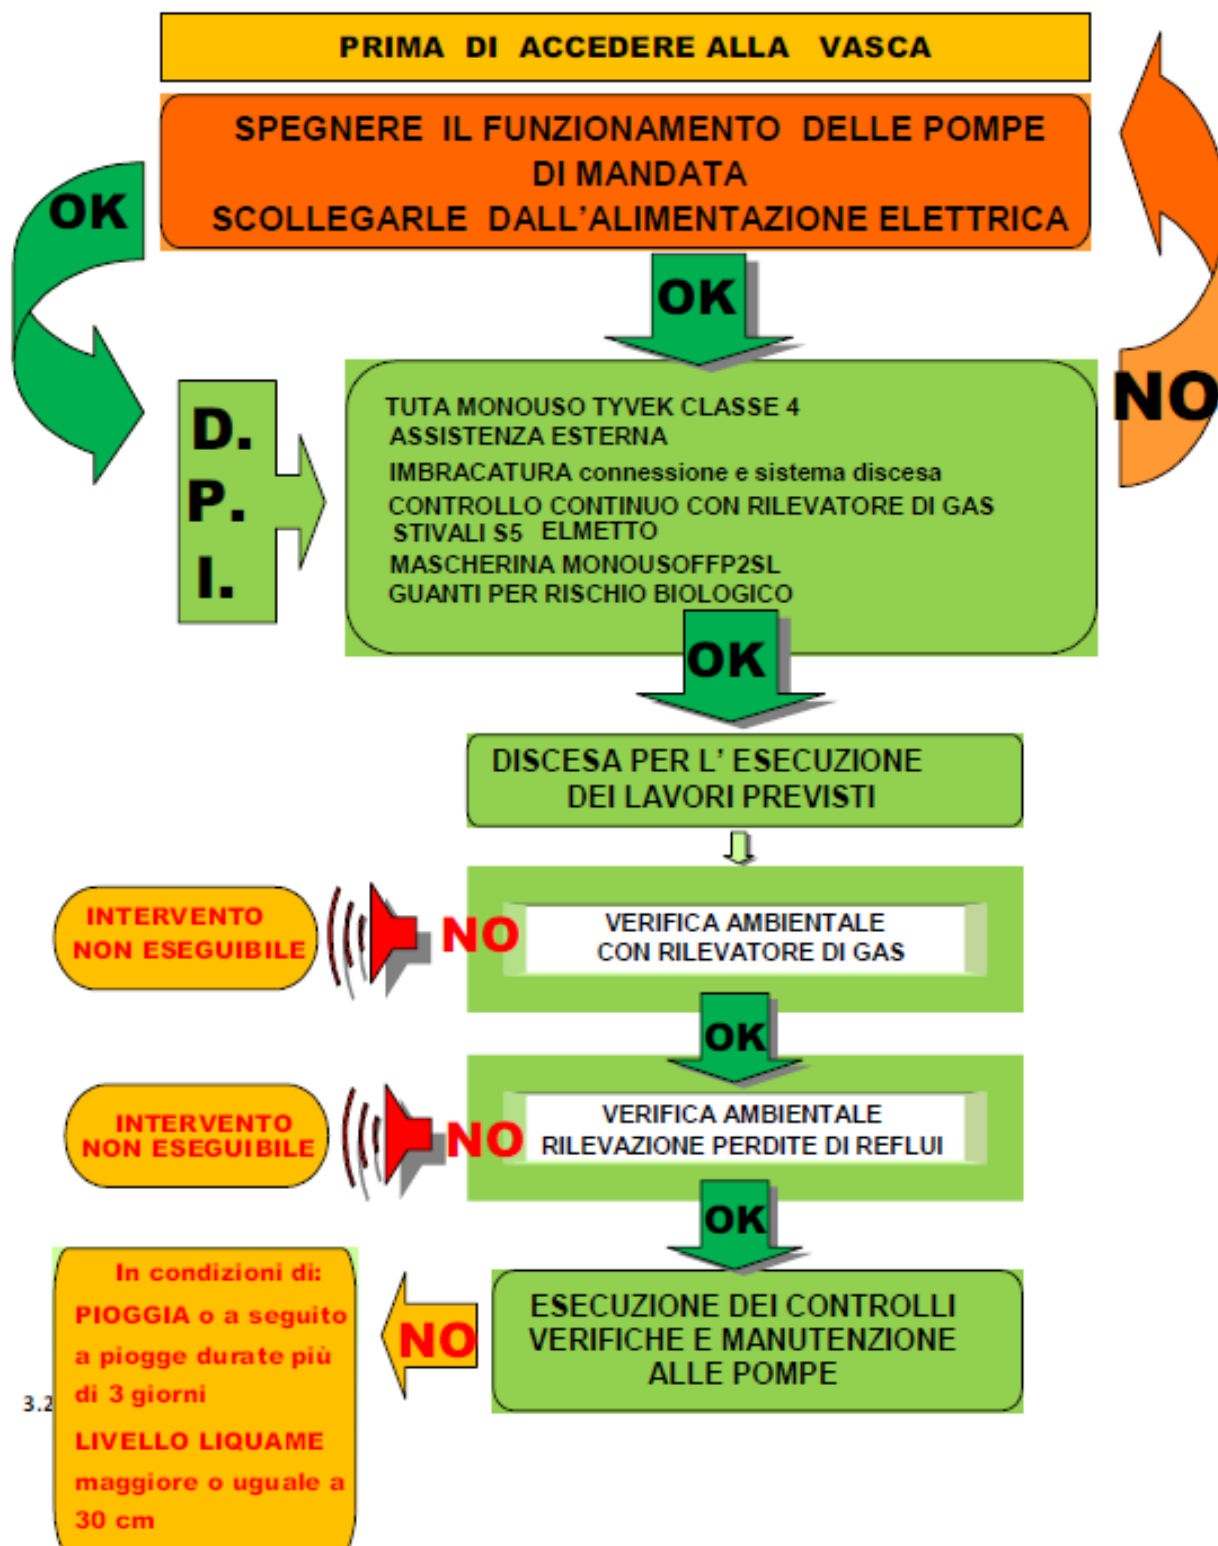 PRIMA DI ACCEDERE ALLA VASCA
SPEGNERE IL FUNZIONAMENTO DELLE POMPE
DI MANDATA
SCOLLEGARLE DALL'ALIMENTAZIONE ELETTRICA
OK
OK
NO
D.
P.
I.
TUTA MONOUSO TYVEK CLASSE 4
ASSISTENZA ESTERNA
IMBRACATURA connessione e sistema discesa
CONTROLLO CONTINUO CON RILEVATORE DI GAS
STIVALI S5 ELMETTO
MASCHERINA MONOUSOFFP2SL
GUANTI PER RISCHIO BIOLOGICO
OK
DISCESA PER L' ESECUZIONE
DEI LAVORI PREVISTI
INTERVENTO
NON ESEGUIBILE
NO
VERIFICA AMBIENTALE
CON RILEVATORE DI GAS
OK
INTERVENTO
NON ESEGUIBILE
NO
VERIFICA AMBIENTALE
RILEVAZIONE PERDITE DI REFLUI
OK
ESECUZIONE DEI CONTROLLI
VERIFICHE E MANUTENZIONE
ALLE POMPE
NO
In condizioni di:
PIOGGIA o a seguito
a piogge durate più
di 3 giorni
LIVELLO LIQUAME
maggiore o uguale a
30 cm
3.2